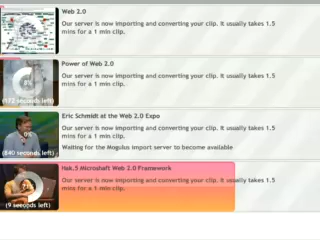 Web 2.0
Our server is now importing and converting your clip. It usually takes 1.5
mins for a 1 min clip.
Power of Web 2.0
Our server is now importing and converting your clip. It usually takes 1.5
mins for a 1 min clip.
(172 seconds left)
Eric Schmidt at the Web 2.0 Expo
Our server is now importing and converting your clip. It usually takes 1.5
mins for a 1 min clip.
Waiting for the Mogulus import server to become available
(840 seconds left)
Hak.5 Microshaft Web 2.0 Framework
Our server is now importing and converting your clip. It usually takes 1.5
mins for a 1 min clip.
(9 seconds left)